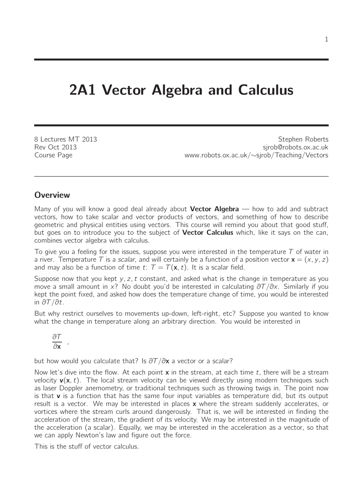 1
2A1 Vector Algebra and Calculus
8 Lectures MT 2013 Stephen Roberts
Rev Oct 2013 sjrob@robots.ox.ac.uk
Course Page www.robots.ox.ac.uk/∼sjrob/Teaching/Vectors
Overview
Many of you will know a good deal already about Vector Algebra — how to add and subtract
vectors, how to take scalar and vector products of vectors, and something of how to describe
geometric and physical entities using vectors. This course will remind you about that good stuff,
but goes on to introduce you to the subject of Vector Calculus which, like it says on the can,
combines vector algebra with calculus.
To give you a feeling for the issues, suppose you were interested in the temperature T of water in
a river. Temperature T is a scalar, and will certainly be a function of a position vector x = (x, y, z)
and may also be a function of time t: T = T(x, t). It is a scalar field.
Suppose now that you kept y, z, t constant, and asked what is the change in temperature as you
move a small amount in x? No doubt you'd be interested in calculating ∂T/∂x. Similarly if you
kept the point fixed, and asked how does the temperature change of time, you would be interested
in ∂T/∂t.
But why restrict ourselves to movements up-down, left-right, etc? Suppose you wanted to know
what the change in temperature along an arbitrary direction. You would be interested in
∂T
∂x ,
but how would you calculate that? Is ∂T/∂x a vector or a scalar?
Now let's dive into the flow. At each point x in the stream, at each time t, there will be a stream
velocity v(x, t). The local stream velocity can be viewed directly using modern techniques such
as laser Doppler anemometry, or traditional techniques such as throwing twigs in. The point now
is that v is a function that has the same four input variables as temperature did, but its output
result is a vector. We may be interested in places x where the stream suddenly accelerates, or
vortices where the stream curls around dangerously. That is, we will be interested in finding the
acceleration of the stream, the gradient of its velocity. We may be interested in the magnitude of
the acceleration (a scalar). Equally, we may be interested in the acceleration as a vector, so that
we can apply Newton's law and figure out the force.
This is the stuff of vector calculus.